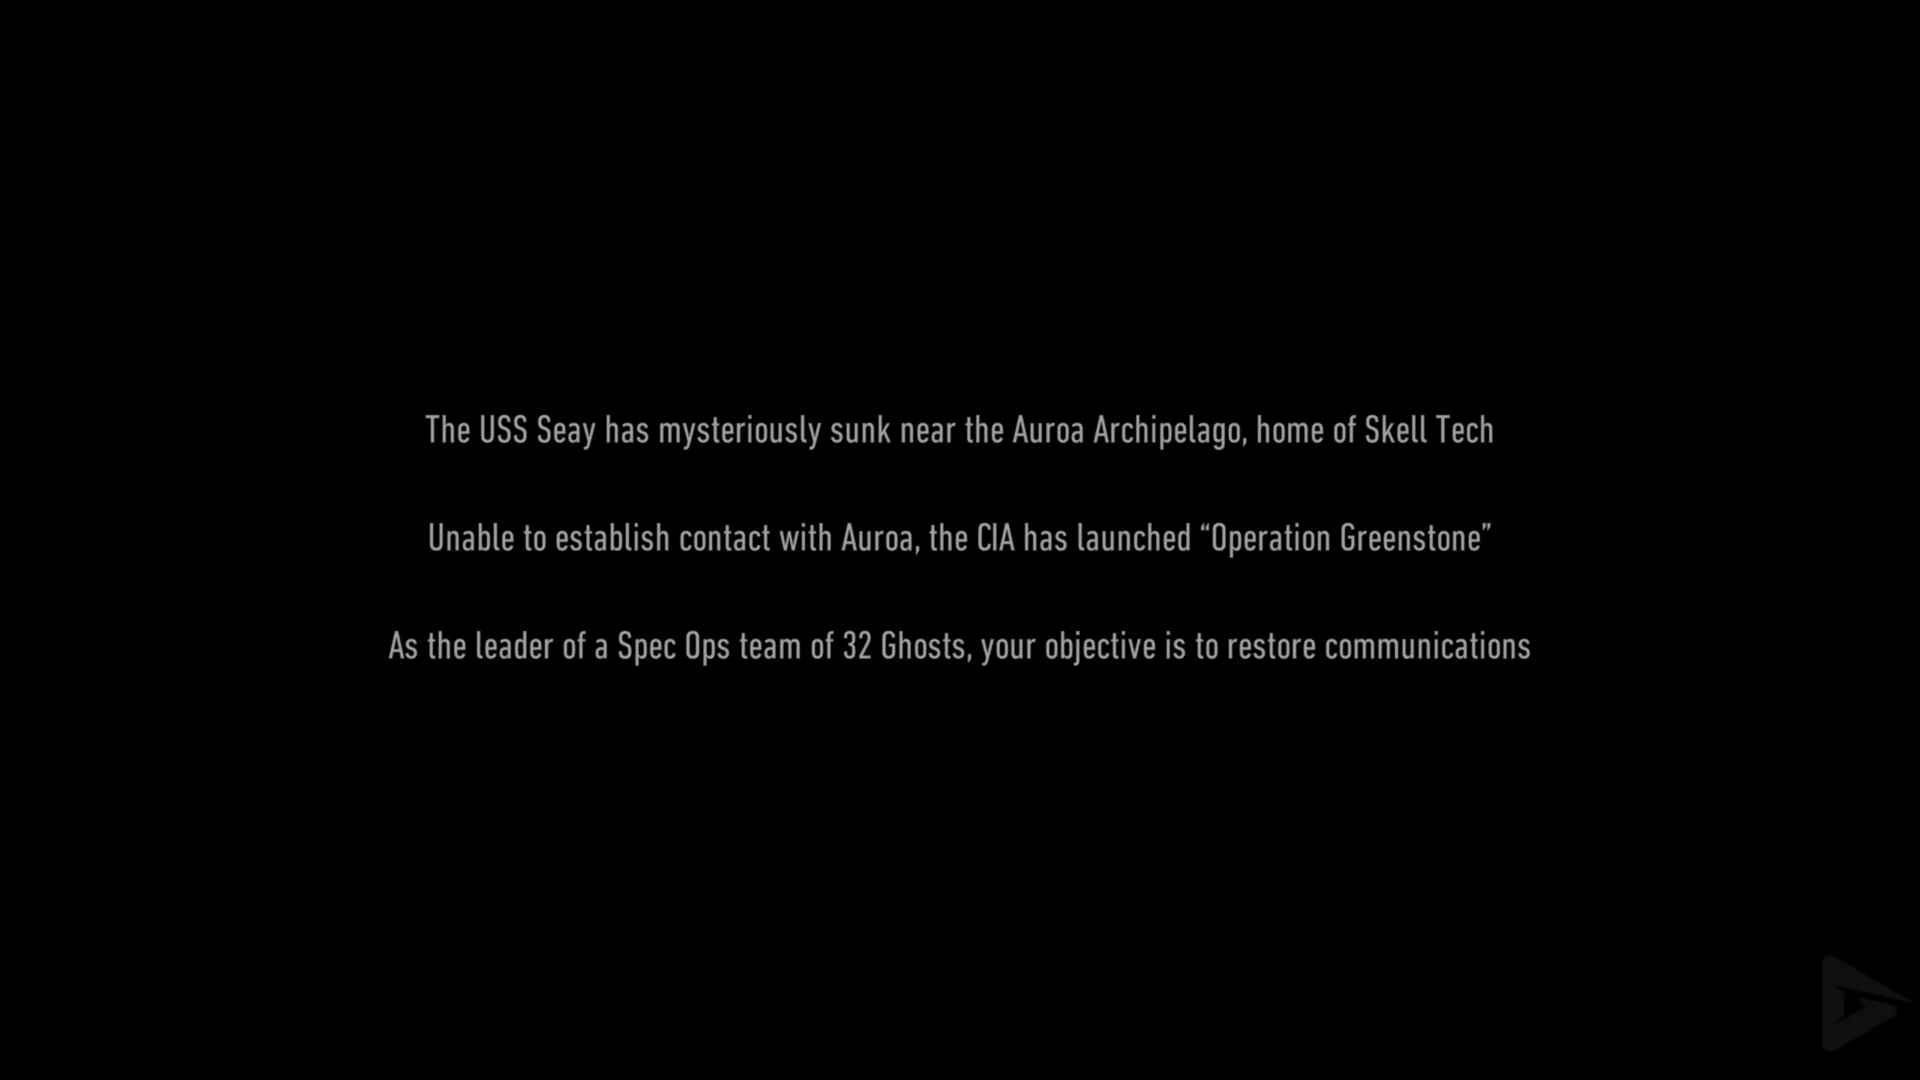 The USS Seay has mysteriously sunk near the Auroa Archipelago, home of Skell Tech
Unable to establish contact with Auroa, the CIA has launched “Operation Greenstone”
As the leader of a Spec Ops team of 32 Ghosts, your objective is to restore communications